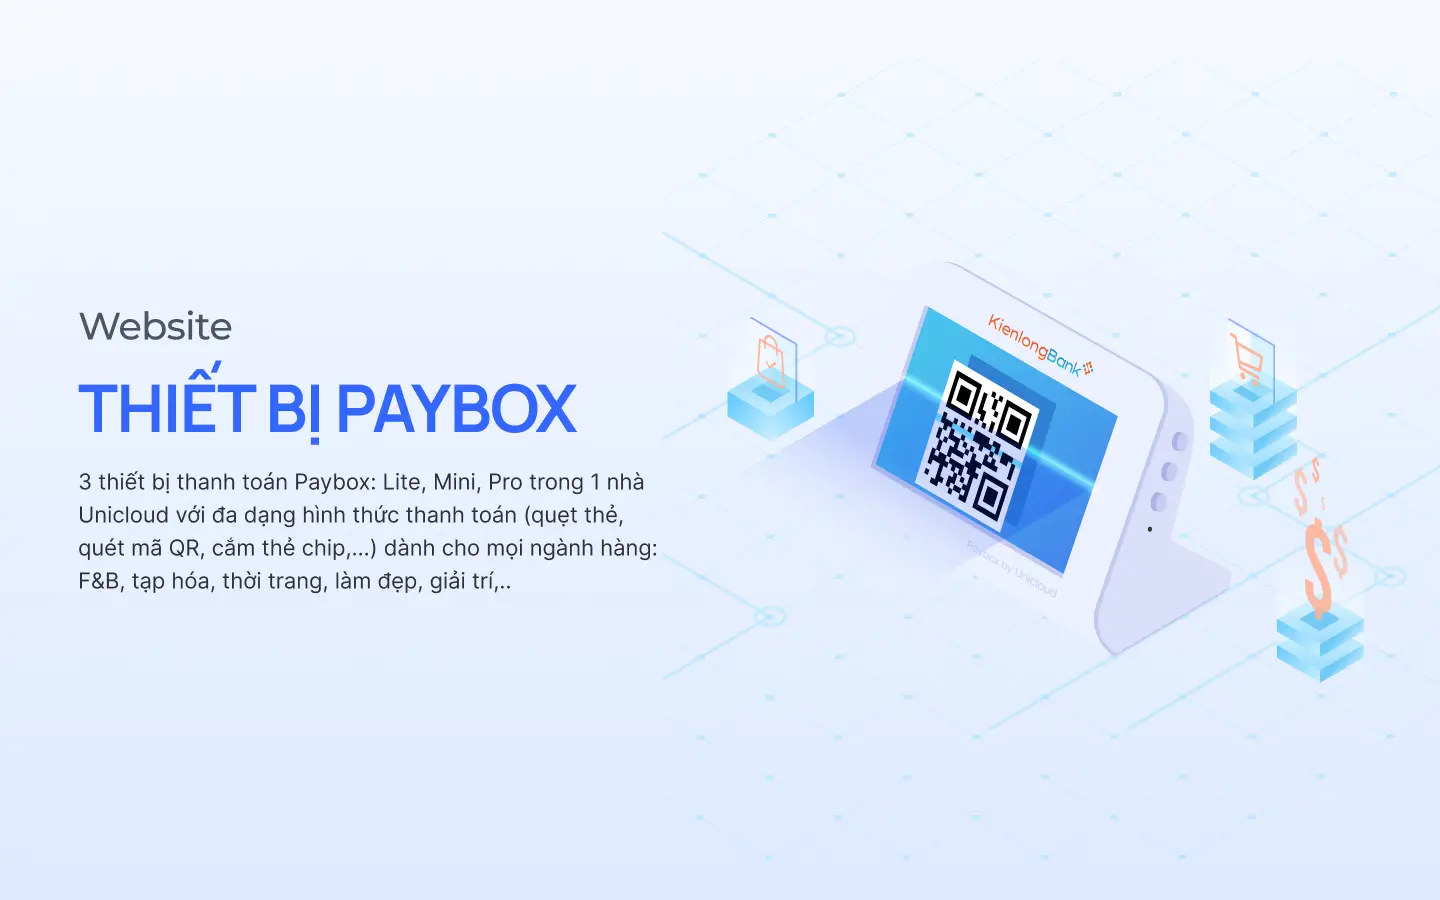 Website
THIẾT BỊ PAYBOX
3 thiết bị thanh toán Paybox: Lite, Mini, Pro trong 1 nhà
Unicloud với đa dạng hình thức thanh toán (quẹt thẻ,
quét mã QR, cắm thẻ chip,...) dành cho mọi ngành hàng:
F&B, tạp hóa, thời trang, làm đẹp, giải trí,..
KienlongBank
PayBox by Unicloud